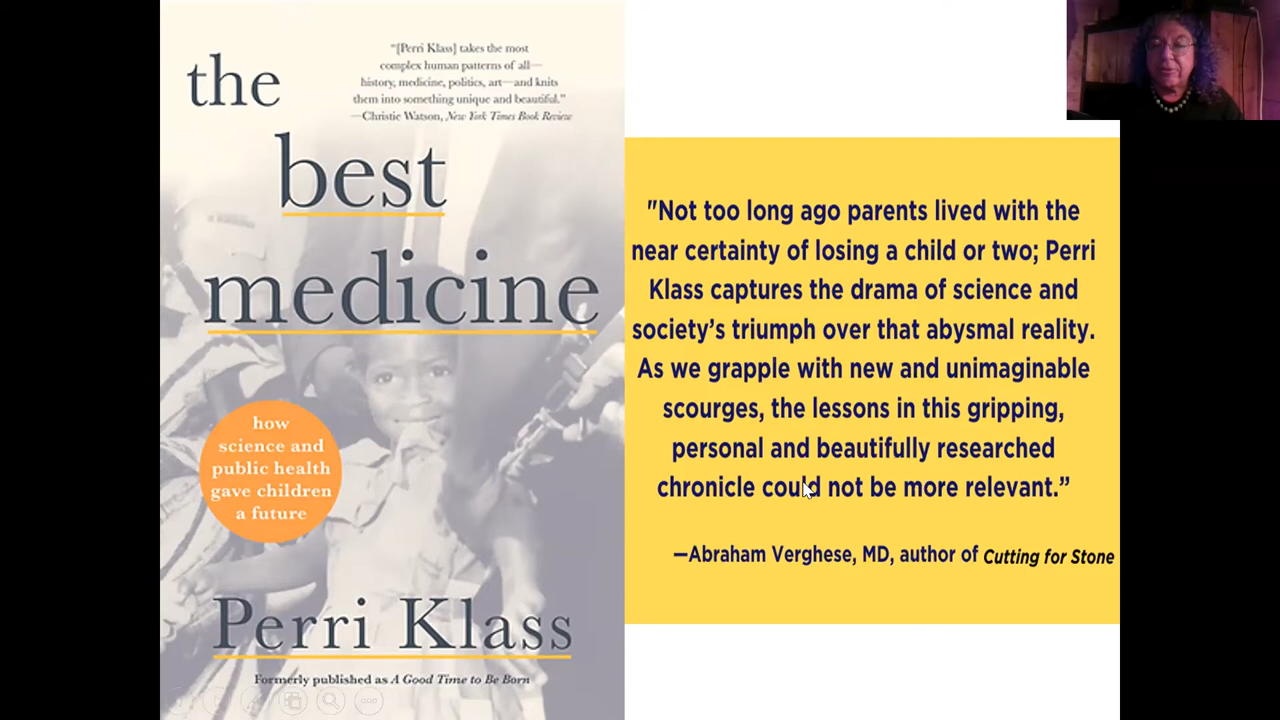 the
"[Perri Klass] takes the most
complex human patterns of all—
history, medicine, politics, art—and knits
them into something unique and beautiful."
—Christie Watson, New York Times Book Review
best
medicine
how
science and
public health
gave children
a future
Perri Klass
Formerly published as A Good Time to Be Born
"Not too long ago parents lived with the
near certainty of losing a child or two; Perri
Klass captures the drama of science and
society’s triumph over that abysmal reality.
As we grapple with new and unimaginable
scourges, the lessons in this gripping,
personal and beautifully researched
chronicle could not be more relevant.”
—Abraham Verghese, MD, author of Cutting for Stone